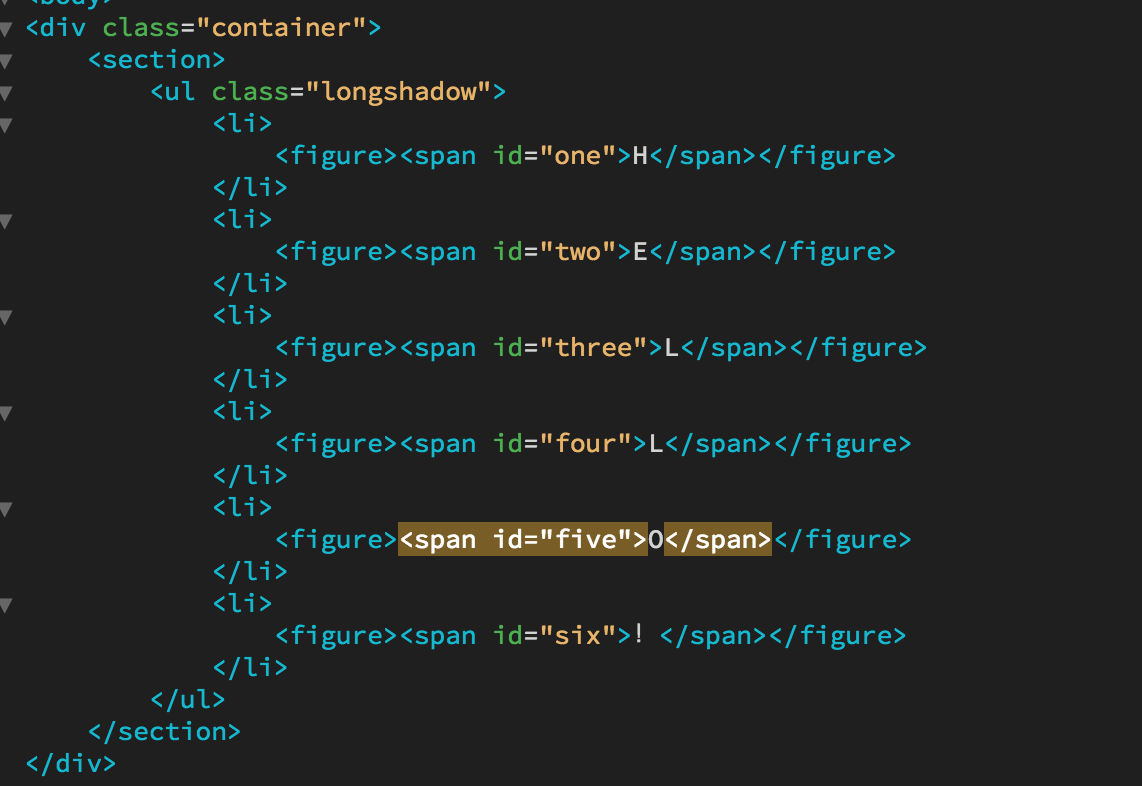 <body>
<div class="container">
    <section>
        <ul class="longshadow">
            <li>
                <figure><span id="one">H</span></figure>
            </li>
            <li>
                <figure><span id="two">E</span></figure>
            </li>
            <li>
                <figure><span id="three">L</span></figure>
            </li>
            <li>
                <figure><span id="four">L</span></figure>
            </li>
            <li>
                <figure><span id="five">O</span></figure>
            </li>
            <li>
                <figure><span id="six">! </span></figure>
            </li>
        </ul>
    </section>
</div>